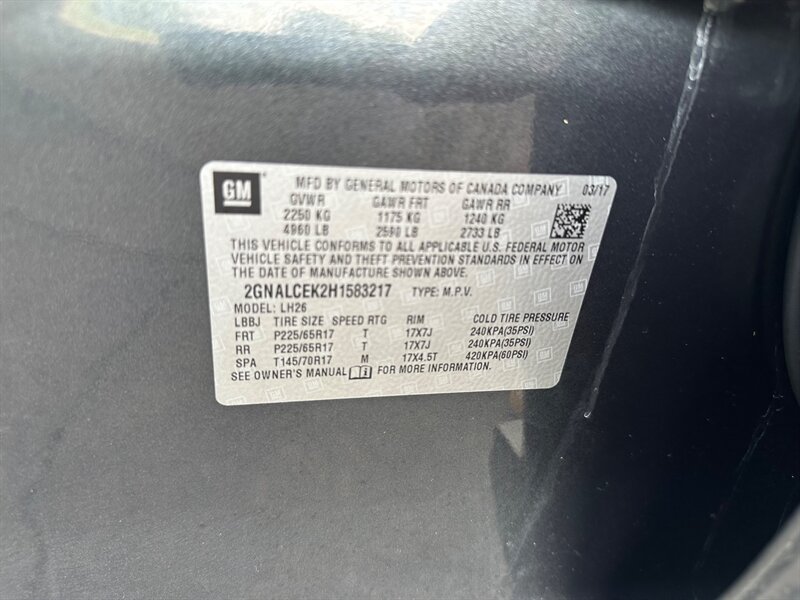 GM MFD BY GENERAL MOTORS OF CANADA COMPANY 03/17
GVWR GAWR FRT GAWR RR
2250 KG 1175 KG 1240 KG
4960 LB 2590 LB 2733 LB
THIS VEHICLE CONFORMS TO ALL APPLICABLE U.S. FEDERAL MOTOR
VEHICLE SAFETY AND THEFT PREVENTION STANDARDS IN EFFECT ON
THE DATE OF MANUFACTURE SHOWN ABOVE.
2GNALCEK2H1583217 TYPE: M.P.V.
MODEL: LH26
LBBJ TIRE SIZE SPEED RTG RIM COLD TIRE PRESSURE
FRT P225/65R17 T 17X7J 240KPA(35PSI)
RR P225/65R17 T 17X7J 240KPA(35PSI)
SPA T145/70R17 M 17X4.5T 420KPA(60PSI)
SEE OWNER'S MANUAL FOR MORE INFORMATION.